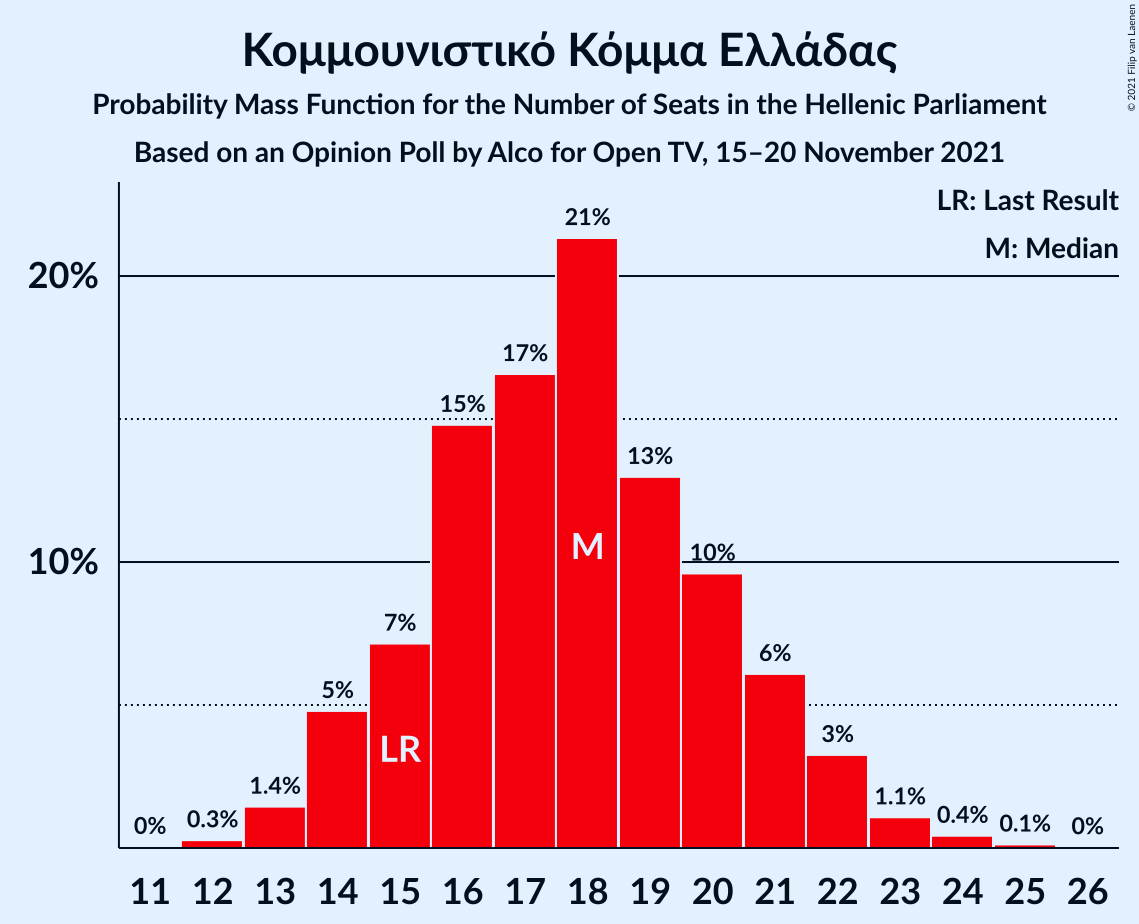 Κομμουνιστικό Κόμμα Ελλάδας
Probability Mass Function for the Number of Seats in the Hellenic Parliament
Based on an Opinion Poll by Alco for Open TV, 15–20 November 2021
© 2021 Filip van Laenen
LR: Last Result
M: Median
20%
10%
0%
0.3%
1.4%
5%
7%
15%
17%
21%
13%
10%
6%
3%
1.1%
0.4%
0.1%
0%
LR
M
11 12 13 14 15 16 17 18 19 20 21 22 23 24 25 26